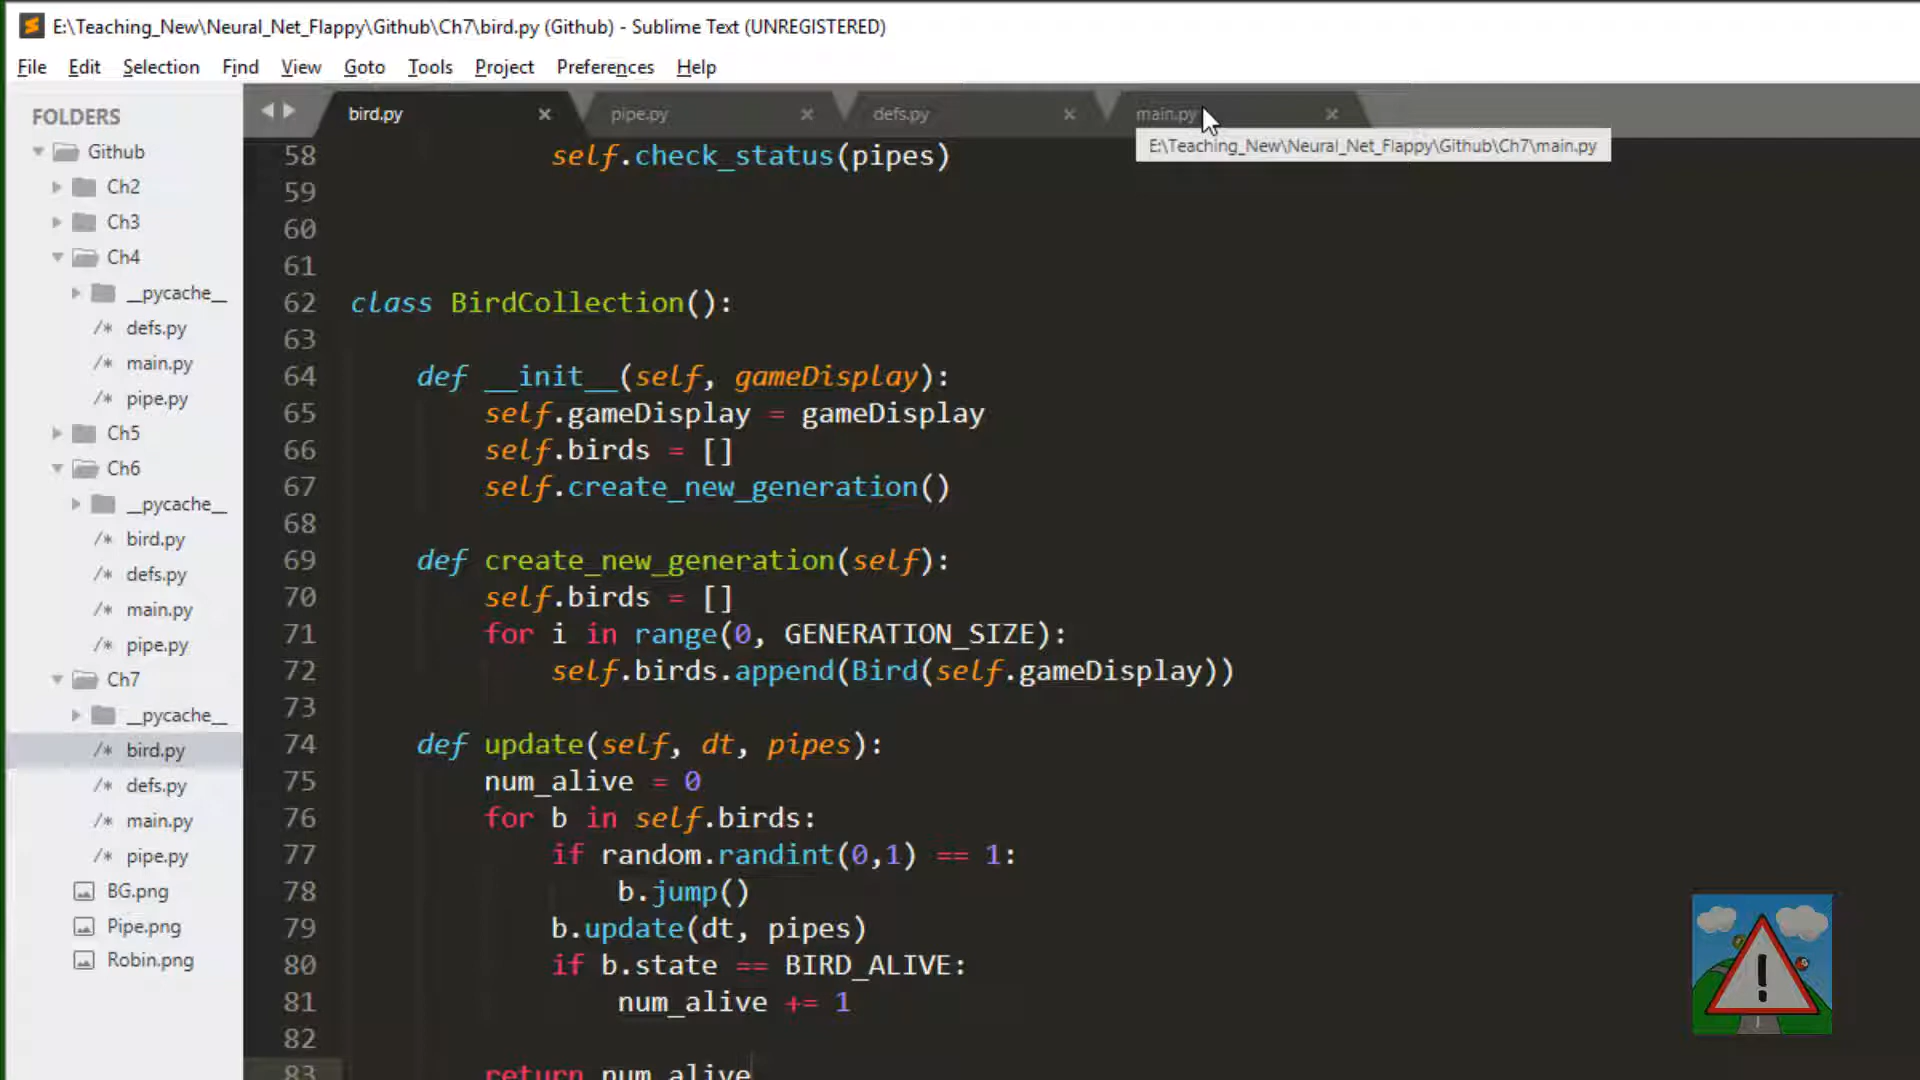 E:\Teaching_New\Neural_Net_Flappy\Github\Ch7\bird.py (Github) - Sublime Text (UNREGISTERED)
File Edit Selection Find View Goto Tools Project Preferences Help
FOLDERS
Github
Ch2
Ch3
Ch4
__pycache__
/* defs.py
/* main.py
/* pipe.py
Ch5
Ch6
__pycache__
/* bird.py
/* defs.py
/* main.py
/* pipe.py
Ch7
__pycache__
/* bird.py
/* defs.py
/* main.py
/* pipe.py
BG.png
Pipe.png
Robin.png
bird.py × pipe.py × defs.py × main.py ×
E:\Teaching_New\Neural_Net_Flappy\Github\Ch7\main.py
58 self.check_status(pipes)
59
60
61
62 class BirdCollection():
63
64 def __init__(self, gameDisplay):
65 self.gameDisplay = gameDisplay
66 self.birds = []
67 self.create_new_generation()
68
69 def create_new_generation(self):
70 self.birds = []
71 for i in range(0, GENERATION_SIZE):
72 self.birds.append(Bird(self.gameDisplay))
73
74 def update(self, dt, pipes):
75 num_alive = 0
76 for b in self.birds:
77 if random.randint(0,1) == 1:
78 b.jump()
79 b.update(dt, pipes)
80 if b.state == BIRD_ALIVE:
81 num_alive += 1
82
83 return num_alive
!